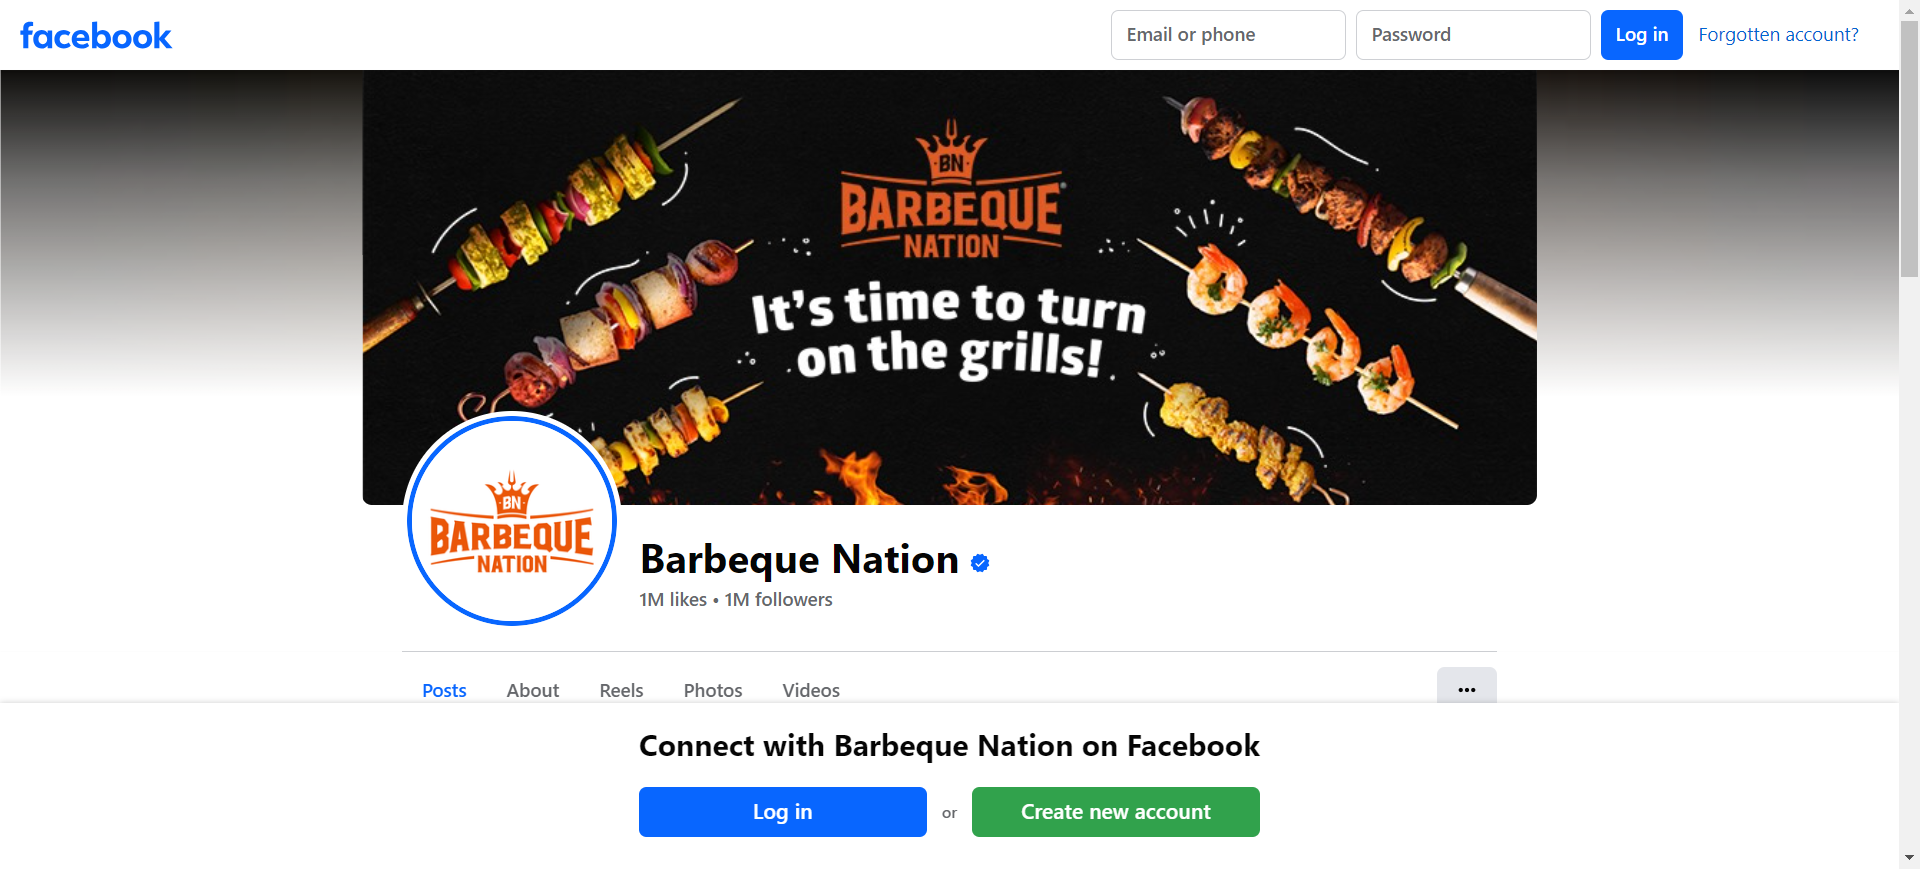 facebook
Email or phone
Password
Log in
Forgotten account?
BN
BARBEQUE®
NATION
It's time to turn
on the grills!
BN
BARBEQUE
NATION
Barbeque Nation
1M likes • 1M followers
Posts
About
Reels
Photos
Videos
Connect with Barbeque Nation on Facebook
Log in
or
Create new account